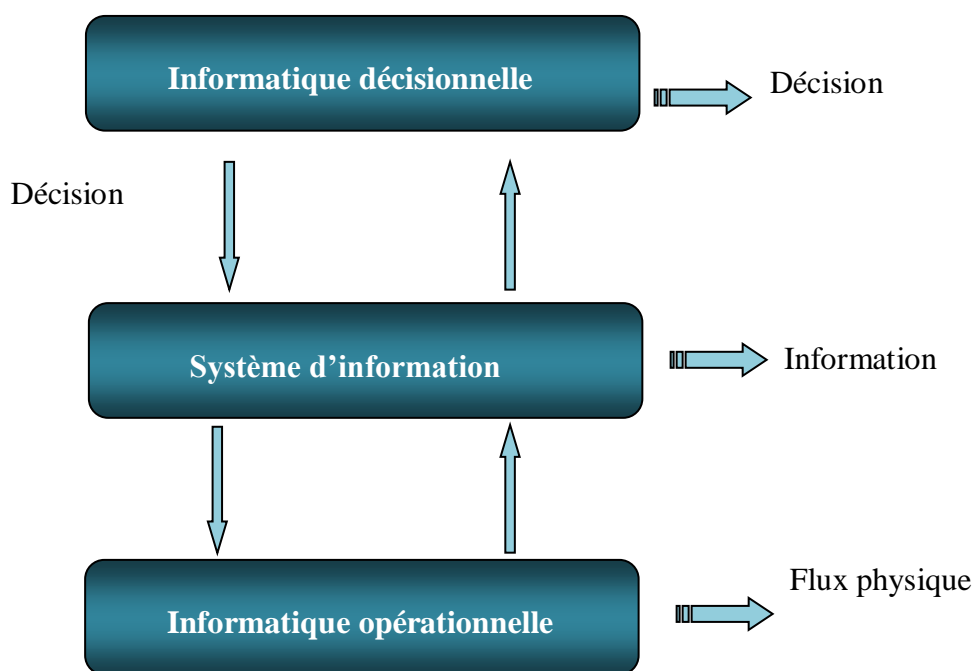 Informatique décisionnelle
Décision
Décision
Système d'information
Information
Flux physique
Informatique opérationnelle